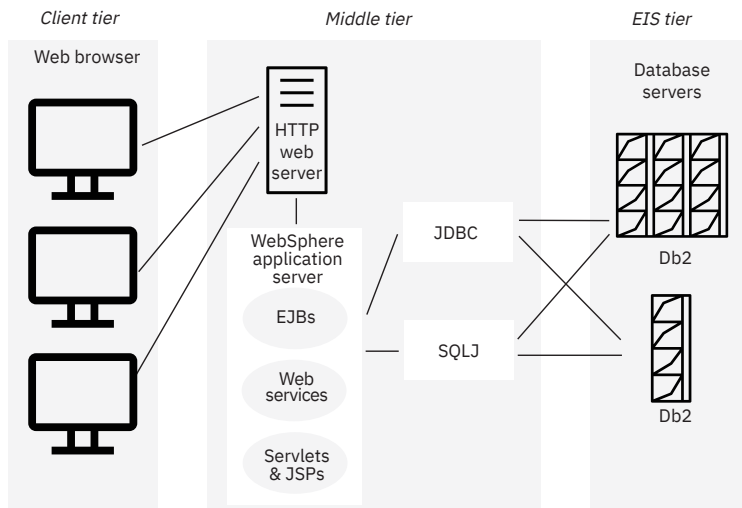 Client tier
Middle tier
EIS tier
Web browser
HTTP
web
server
WebSphere
application
server
EJBs
Web
services
Servlets
& JSPs
JDBC
SQLJ
Database
servers
Db2
Db2